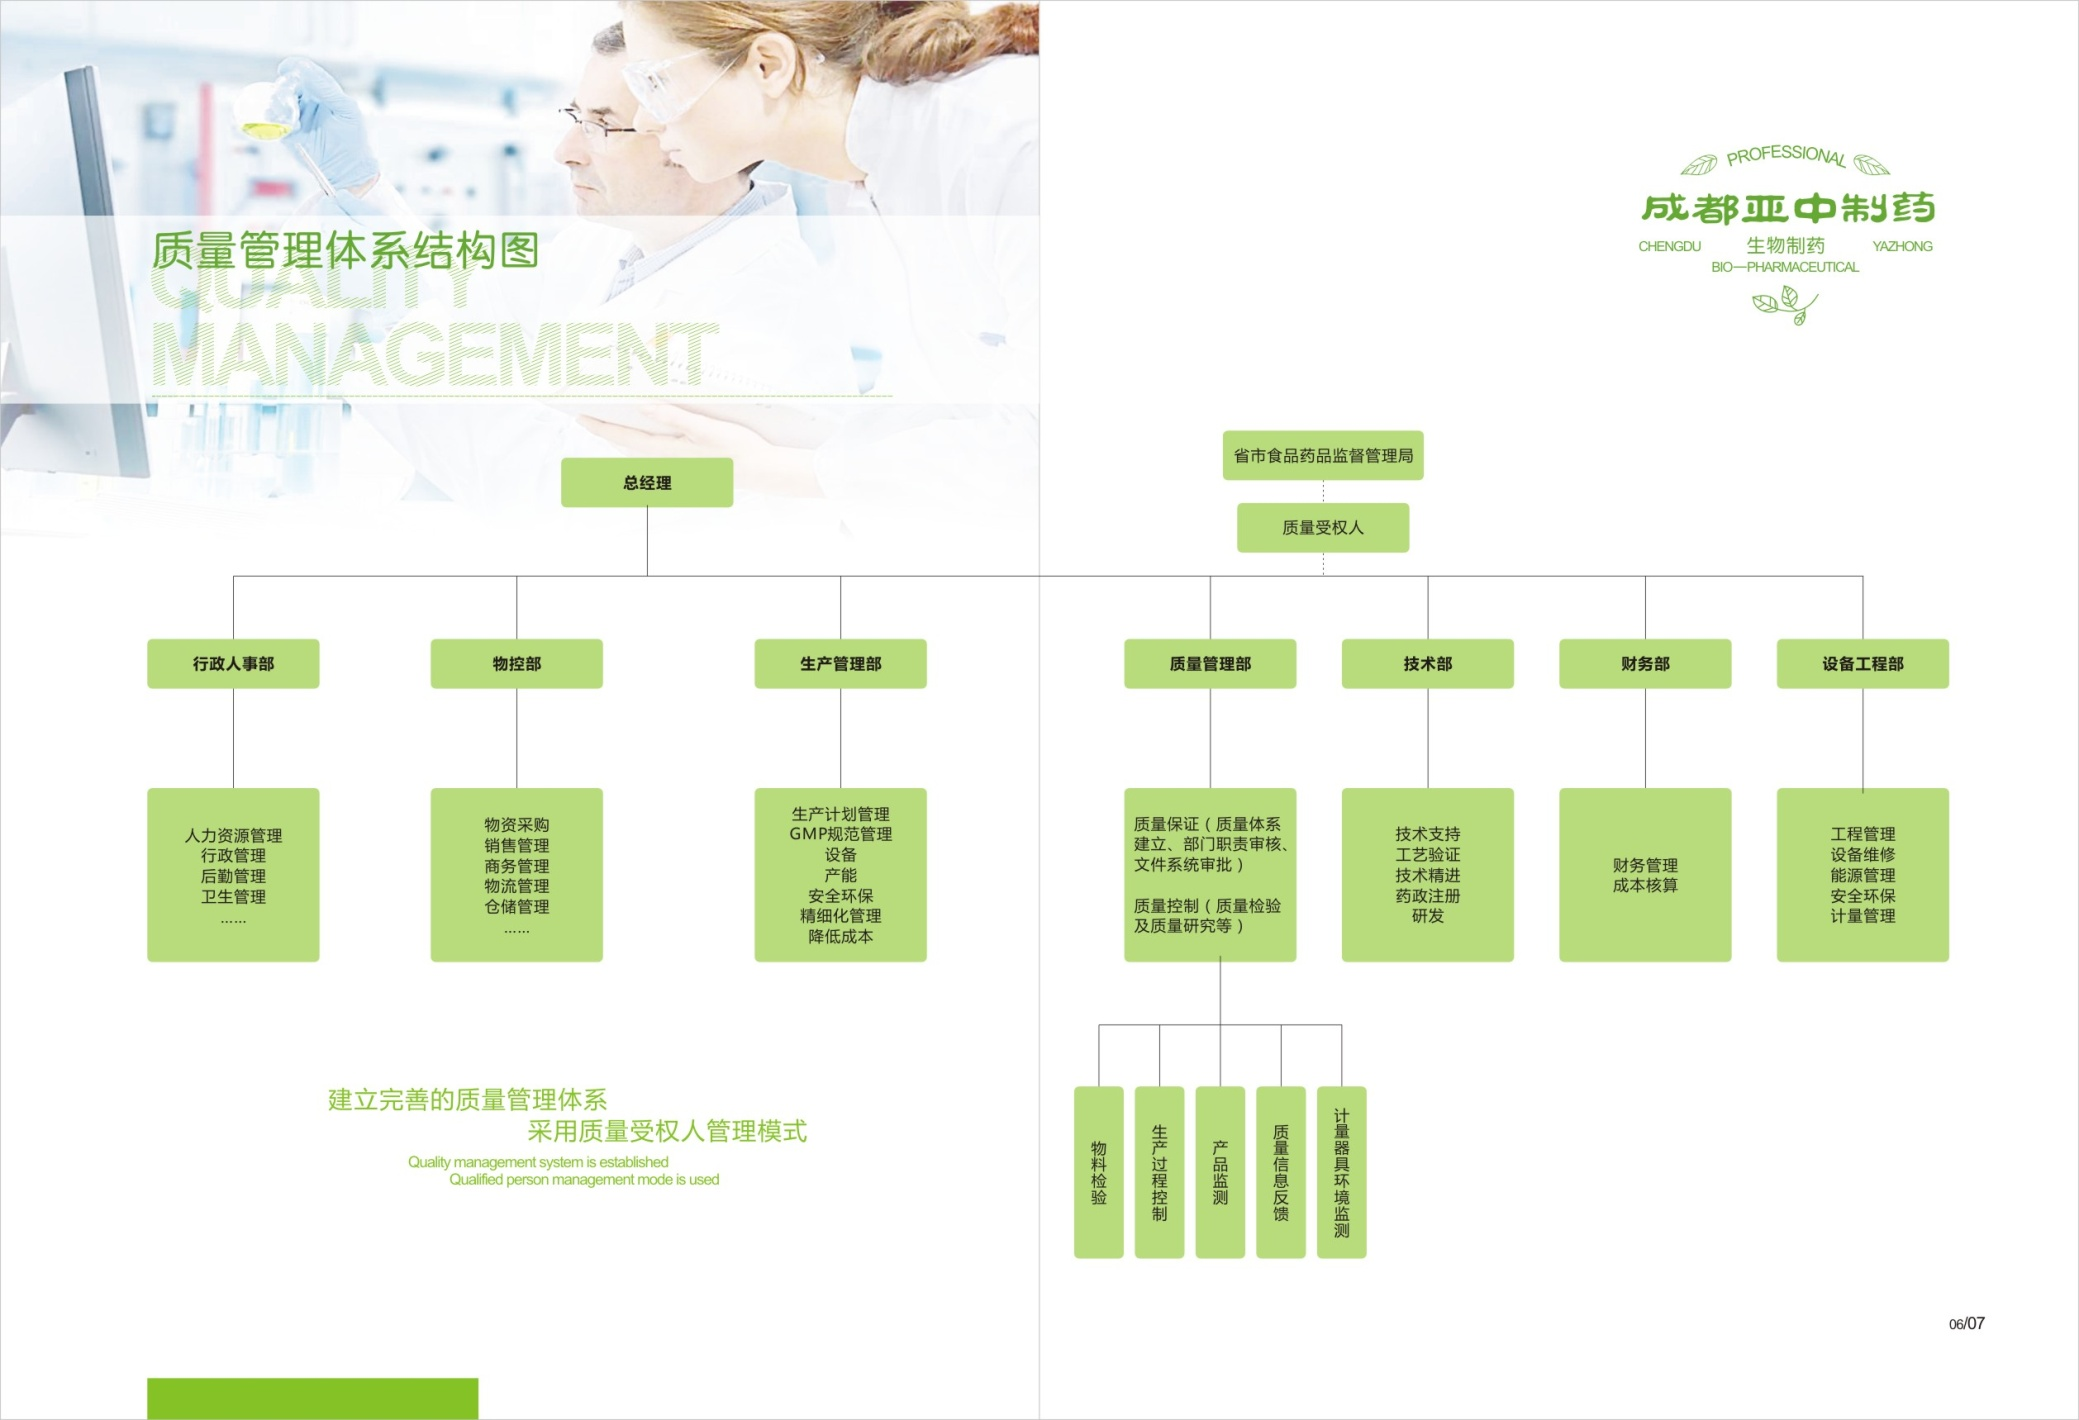 质量管理体系结构图
QUALITY
MANAGEMENT
PROFESSIONAL
成都亚中制药
CHENGDU 生物制药 YAZHONG
BIO—PHARMACEUTICAL
总经理
省市食品药品监督管理局
质量受权人
行政人事部
物控部
生产管理部
质量管理部
技术部
财务部
设备工程部
人力资源管理
行政管理
后勤管理
卫生管理
……
物资采购
销售管理
商务管理
物流管理
仓储管理
……
生产计划管理
GMP规范管理
设备
产能
安全环保
精细化管理
降低成本
质量保证（质量体系
建立、部门职责审核、
文件系统审批）
质量控制（质量检验
及质量研究等）
技术支持
工艺验证
技术精进
药政注册
研发
财务管理
成本核算
工程管理
设备维修
能源管理
安全环保
计量管理
物料检验
生产过程控制
产品监测
质量信息反馈
计量器具环境监测
建立完善的质量管理体系
采用质量受权人管理模式
Quality management system is established
Qualified person management mode is used
06/07